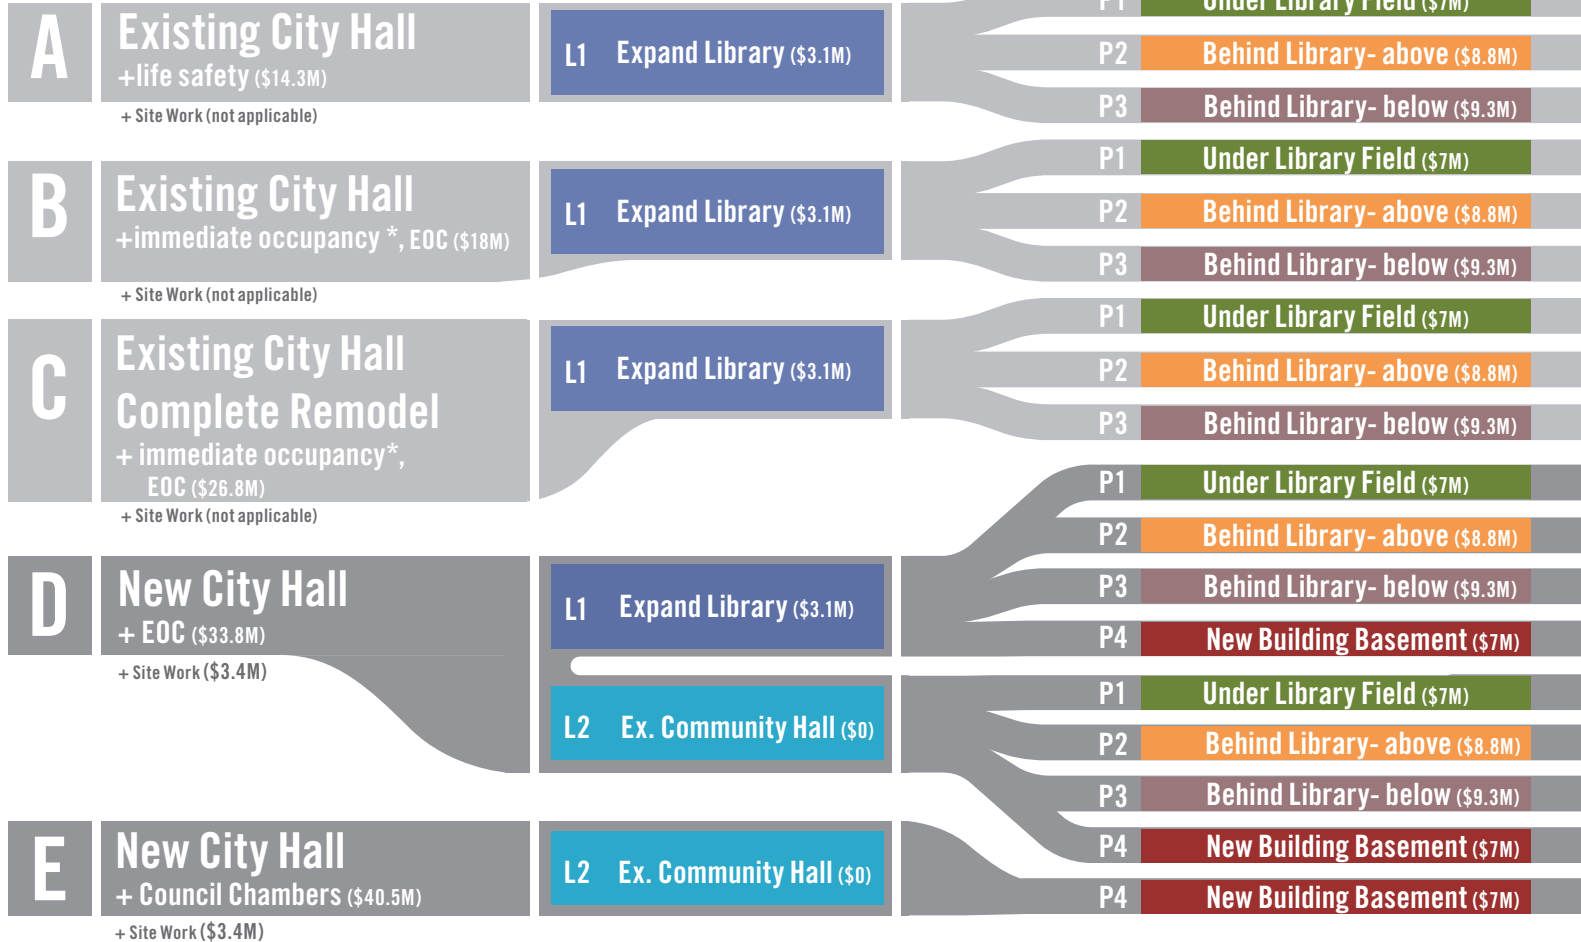 A
Existing City Hall
+life safety ($14.3M)
+ Site Work (not applicable)
L1 Expand Library ($3.1M)
P1 Under Library Field ($7M)
P2 Behind Library- above ($8.8M)
P3 Behind Library- below ($9.3M)
B
Existing City Hall
+immediate occupancy *, EOC ($18M)
+ Site Work (not applicable)
L1 Expand Library ($3.1M)
P1 Under Library Field ($7M)
P2 Behind Library- above ($8.8M)
P3 Behind Library- below ($9.3M)
C
Existing City Hall
Complete Remodel
+ immediate occupancy*,
EOC ($26.8M)
+ Site Work (not applicable)
L1 Expand Library ($3.1M)
P1 Under Library Field ($7M)
P2 Behind Library- above ($8.8M)
P3 Behind Library- below ($9.3M)
D
New City Hall
+ EOC ($33.8M)
+ Site Work ($3.4M)
L1 Expand Library ($3.1M)
P1 Under Library Field ($7M)
P2 Behind Library- above ($8.8M)
P3 Behind Library- below ($9.3M)
P4 New Building Basement ($7M)
L2 Ex. Community Hall ($0)
P1 Under Library Field ($7M)
P2 Behind Library- above ($8.8M)
P3 Behind Library- below ($9.3M)
P4 New Building Basement ($7M)
E
New City Hall
+ Council Chambers ($40.5M)
+ Site Work ($3.4M)
L2 Ex. Community Hall ($0)
P4 New Building Basement ($7M)